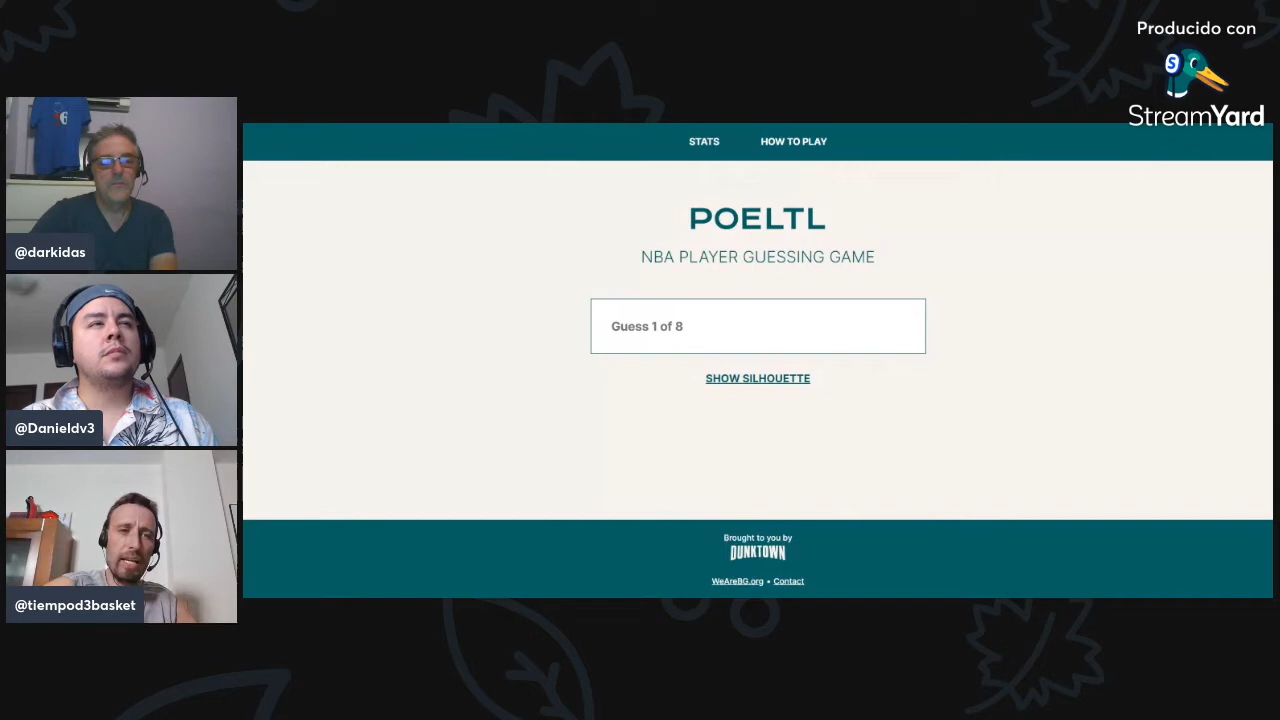 Producido con
StreamYard
@darkidas
@Danieldv3
@tiempod3basket
STATS
HOW TO PLAY
POELTL
NBA PLAYER GUESSING GAME
Guess 1 of 8
SHOW SILHOUETTE
Brought to you by
DUNKTOWN
WeAreBG.org • Contact